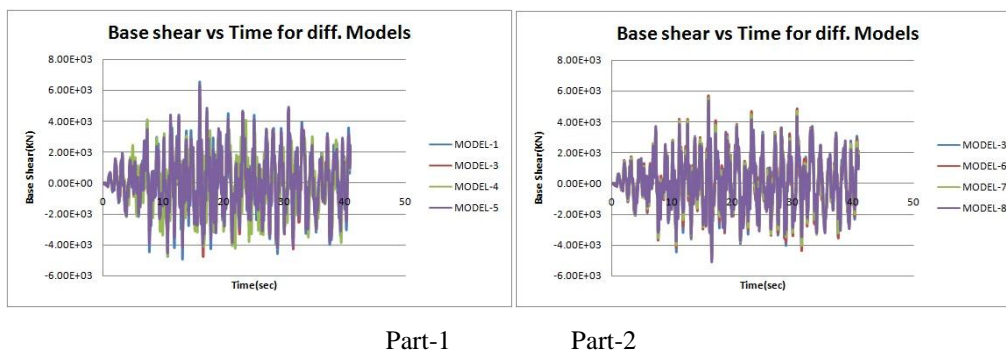 Base shear vs Time for diff. Models
8.00E+03
6.00E+03
4.00E+03
2.00E+03
0.00E+00
-2.00E+03
-4.00E+03
-6.00E+03
Base Shear(KN)
0
10
20
30
40
50
Time(sec)
MODEL-1
MODEL-3
MODEL-4
MODEL-5
Base shear vs Time for diff. Models
8.00E+03
6.00E+03
4.00E+03
2.00E+03
0.00E+00
-2.00E+03
-4.00E+03
-6.00E+03
Base Shear(KN)
0
10
20
30
40
50
Time(sec)
MODEL-3
MODEL-6
MODEL-7
MODEL-8
Part-1
Part-2